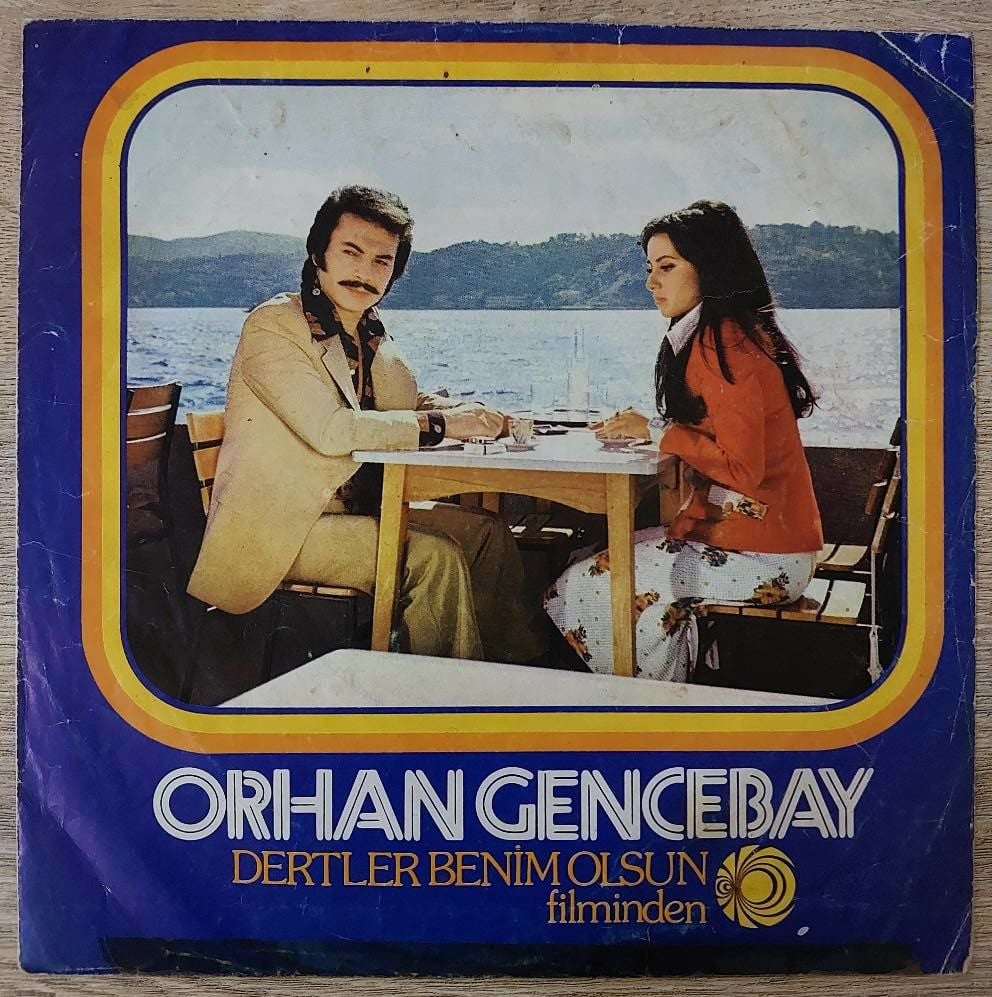 ORHAN GENCEBAY
DERTLER BENİM OLSUN
filminden